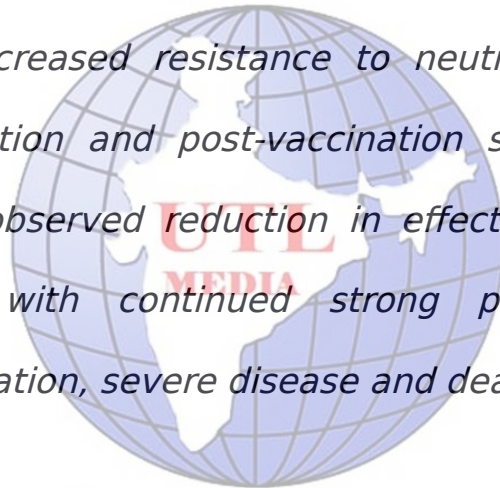 creased resistance to neutr
tion and post-vaccination s
observed reduction in effect
UTL
with continued strong p
MEDIA
ation, severe disease and dea